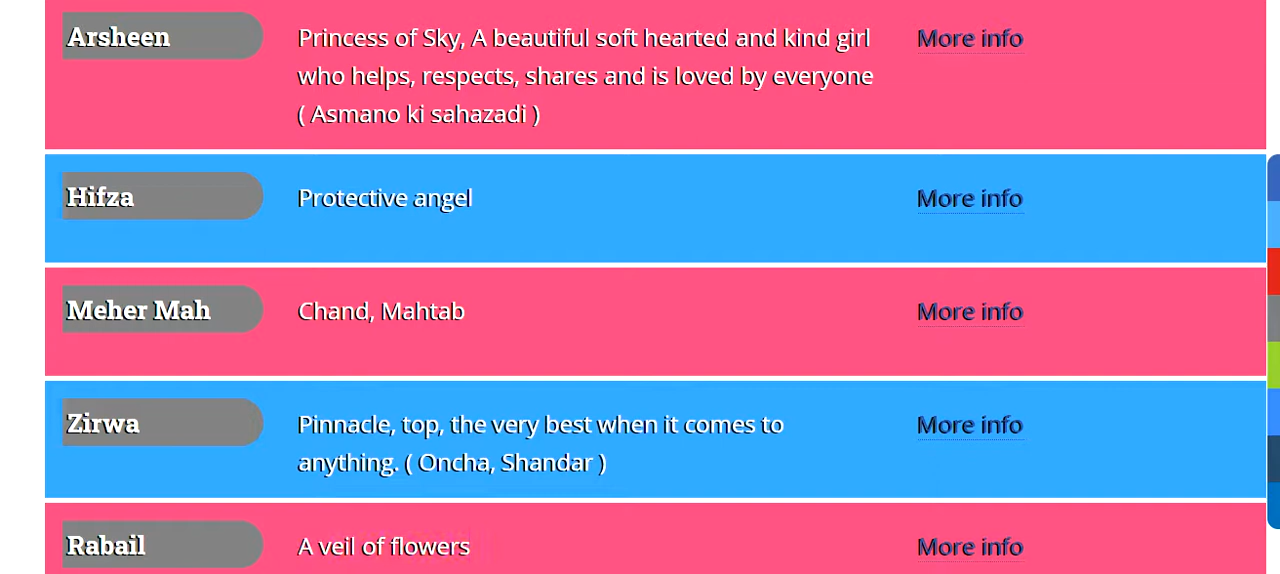 Arsheen
Princess of Sky, A beautiful soft hearted and kind girl
who helps, respects, shares and is loved by everyone
( Asmano ki sahazadi )
More info
Hifza
Protective angel
More info
Meher Mah
Chand, Mahtab
More info
Zirwa
Pinnacle, top, the very best when it comes to
anything. ( Oncha, Shandar )
More info
Rabail
A veil of flowers
More info